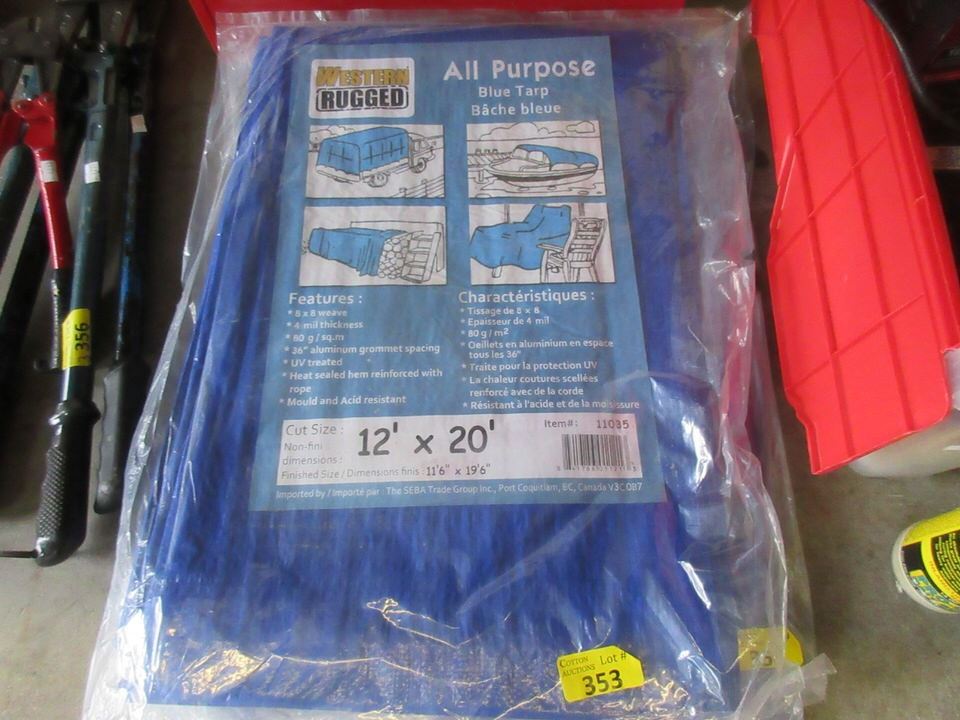 WESTERN
RUGGED
All Purpose
Blue Tarp
Bâche bleue
Features :
* 8 x 8 weave
* 4 mil thickness
* 80 g / sq.m
* 36" aluminum grommet spacing
* UV treated
* Heat sealed hem reinforced with
rope
* Mould and Acid resistant
Charactéristiques :
* Tissage de 8 x 8
* Epaisseur de 4 mil
* 80 g / m2
* Oeillets en aluminium en espace
tous les 36"
* Traite pour la protection UV
* La chaleur coutures scellées
renforcé avec de la corde
* Résistant à l'acide et de la moisissure
Cut Size :
Non-fini
dimensions :
12' x 20'
Item#: 11035
Finished Size / Dimensions finis : 11'6" x 19'6"
Imported by / Importé par : The SEBA Trade Group Inc., Port Coquitlam, BC, Canada V3C 0B7
COTTON
AUCTIONS
Lot #
353
356